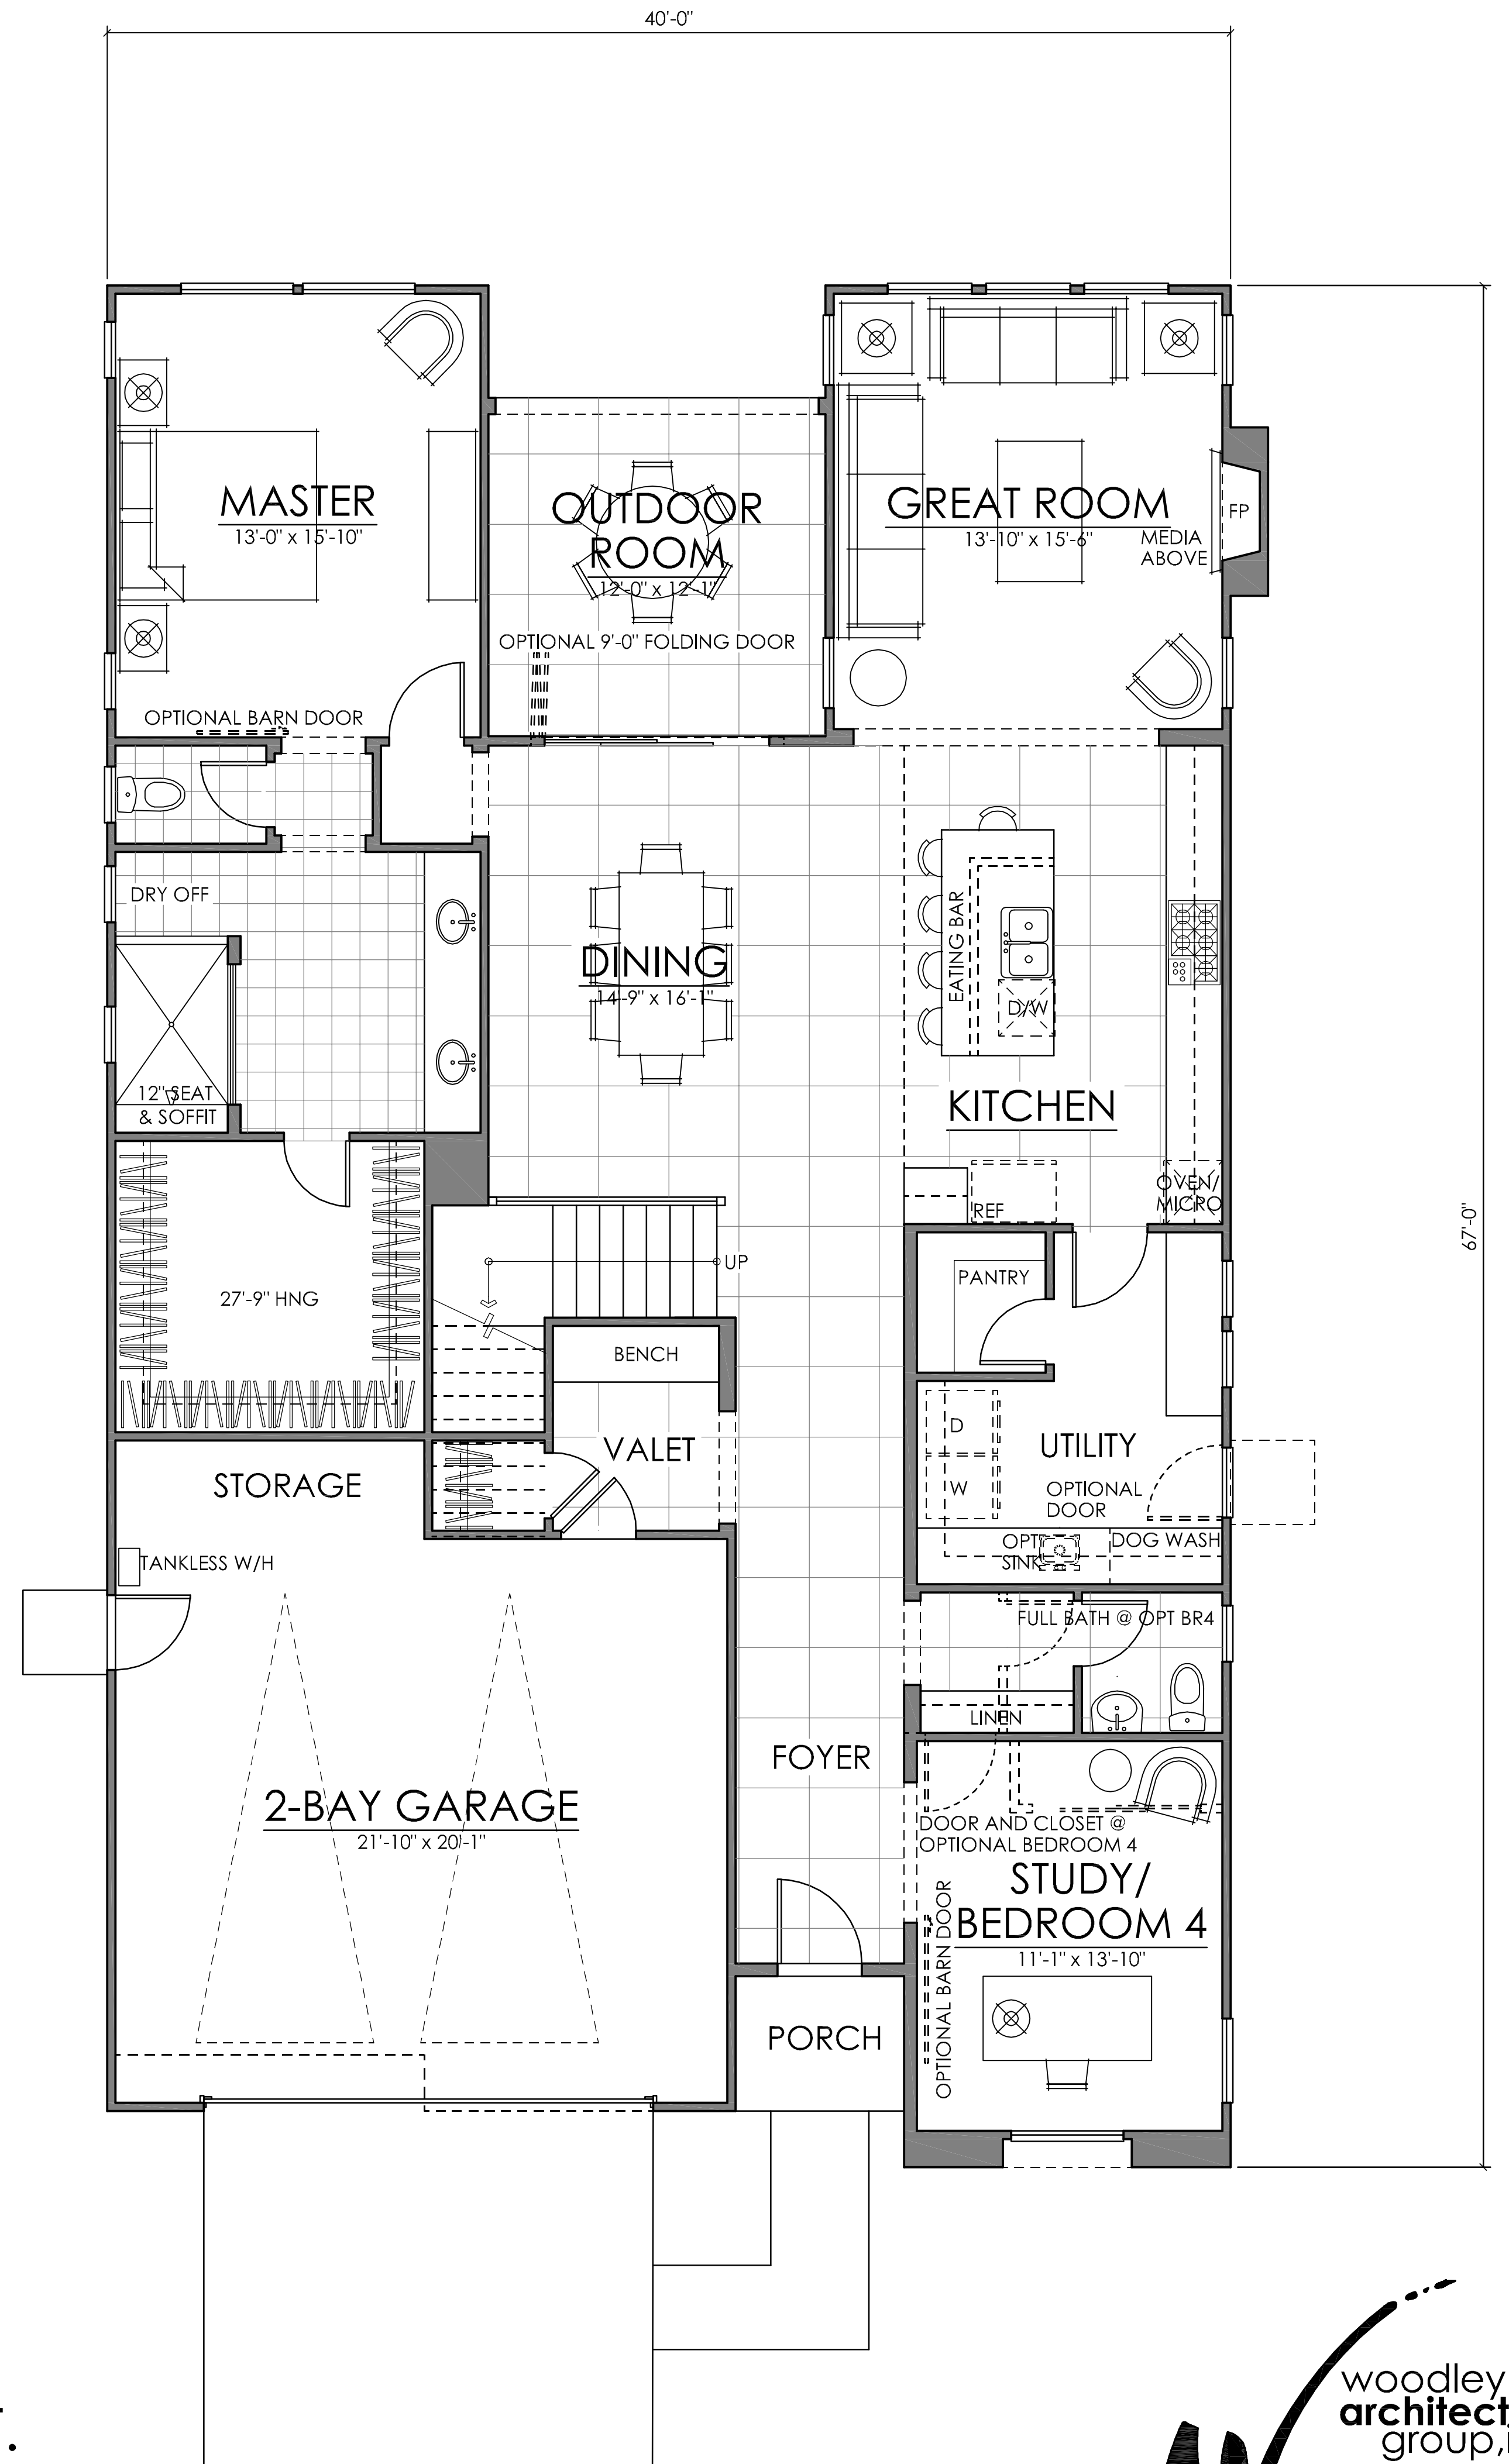 40'-0"
MASTER
13'-0" x 15'-10"
OUTDOOR
ROOM
12'-0" x 12'-1"
GREAT ROOM
13'-10" x 15'-6"
MEDIA
ABOVE
FP
OPTIONAL 9'-0" FOLDING DOOR
OPTIONAL BARN DOOR
DRY OFF
12" SEAT
& SOFFIT
DINING
14'-9" x 16'-1"
EATING BAR
D/W
KITCHEN
REF
OVEN/
MICRO
67'-0"
UP
PANTRY
27'-9" HNG
BENCH
VALET
D
W
UTILITY
OPTIONAL
DOOR
OPT
SINK
DOG WASH
STORAGE
TANKLESS W/H
FULL BATH @ OPT BR4
LINEN
FOYER
2-BAY GARAGE
21'-10" x 20'-1"
DOOR AND CLOSET @
OPTIONAL BEDROOM 4
STUDY/
BEDROOM 4
11'-1" x 13'-10"
OPTIONAL BARN DOOR
PORCH
woodley
architect
group,i